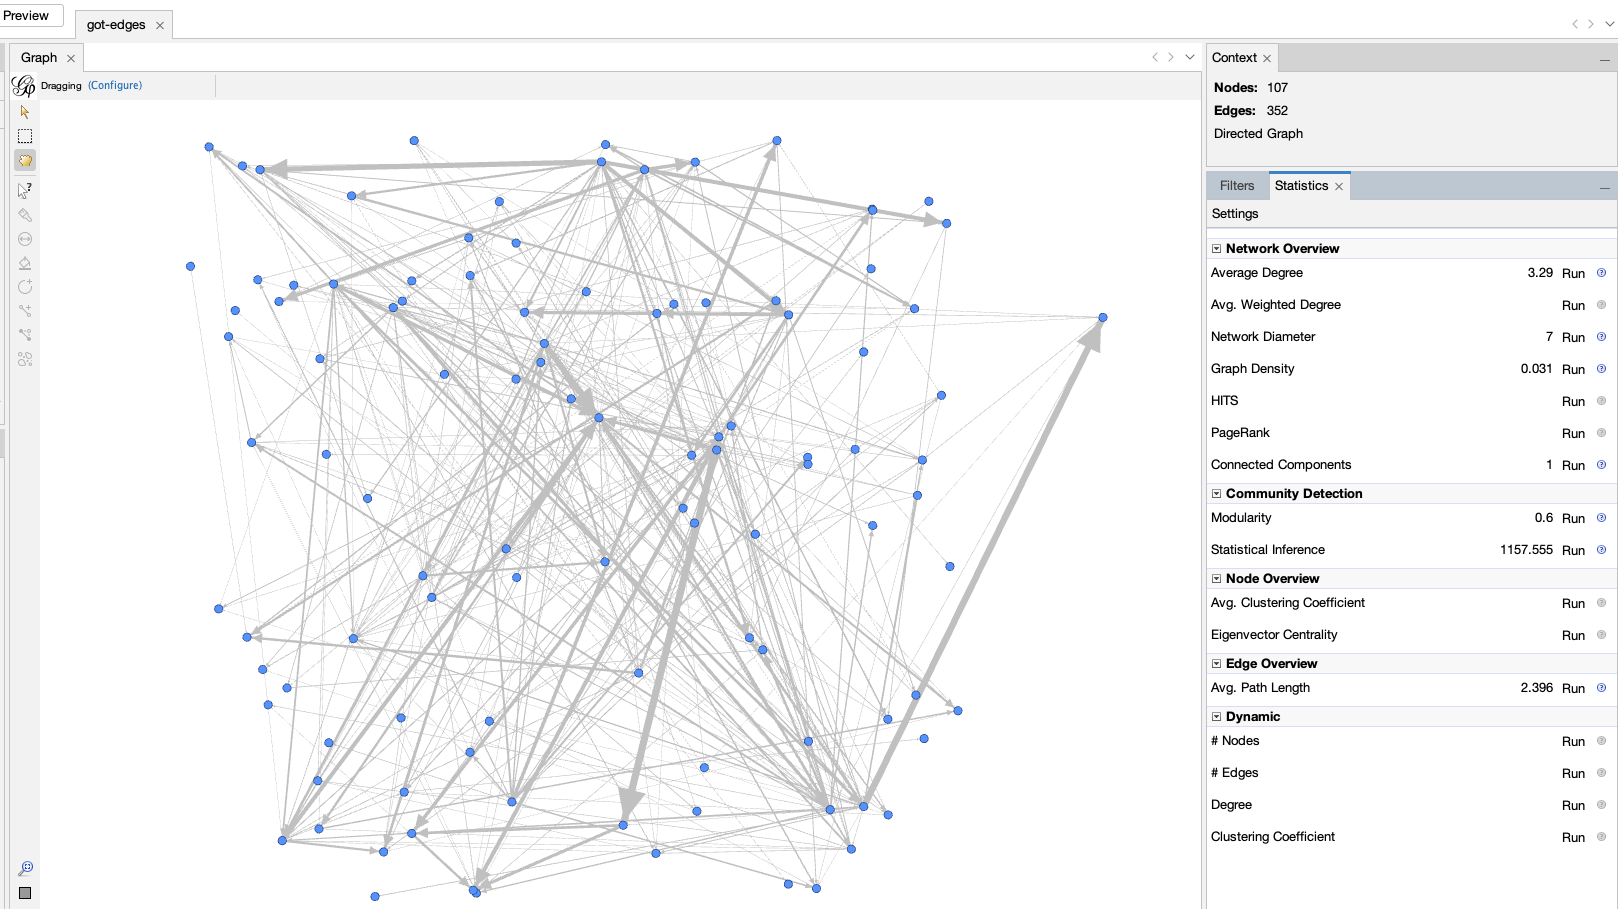 Preview
got-edges
Graph
Dragging (Configure)
Context
Nodes: 107
Edges: 352
Directed Graph
Filters
Statistics
Settings
Network Overview
Average Degree 3.29 Run
Avg. Weighted Degree Run
Network Diameter 7 Run
Graph Density 0.031 Run
HITS Run
PageRank Run
Connected Components 1 Run
Community Detection
Modularity 0.6 Run
Statistical Inference 1157.555 Run
Node Overview
Avg. Clustering Coefficient Run
Eigenvector Centrality Run
Edge Overview
Avg. Path Length 2.396 Run
Dynamic
# Nodes Run
# Edges Run
Degree Run
Clustering Coefficient Run